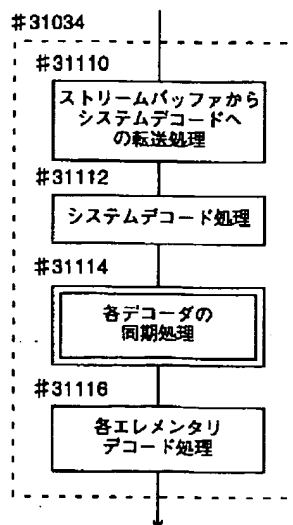 #31034
#31110
ストリームバッファから
システムデコードへ
の転送処理
#31112
システムデコード処理
#31114
各デコーダの
同期処理
#31116
各エレメンタリ
デコード処理